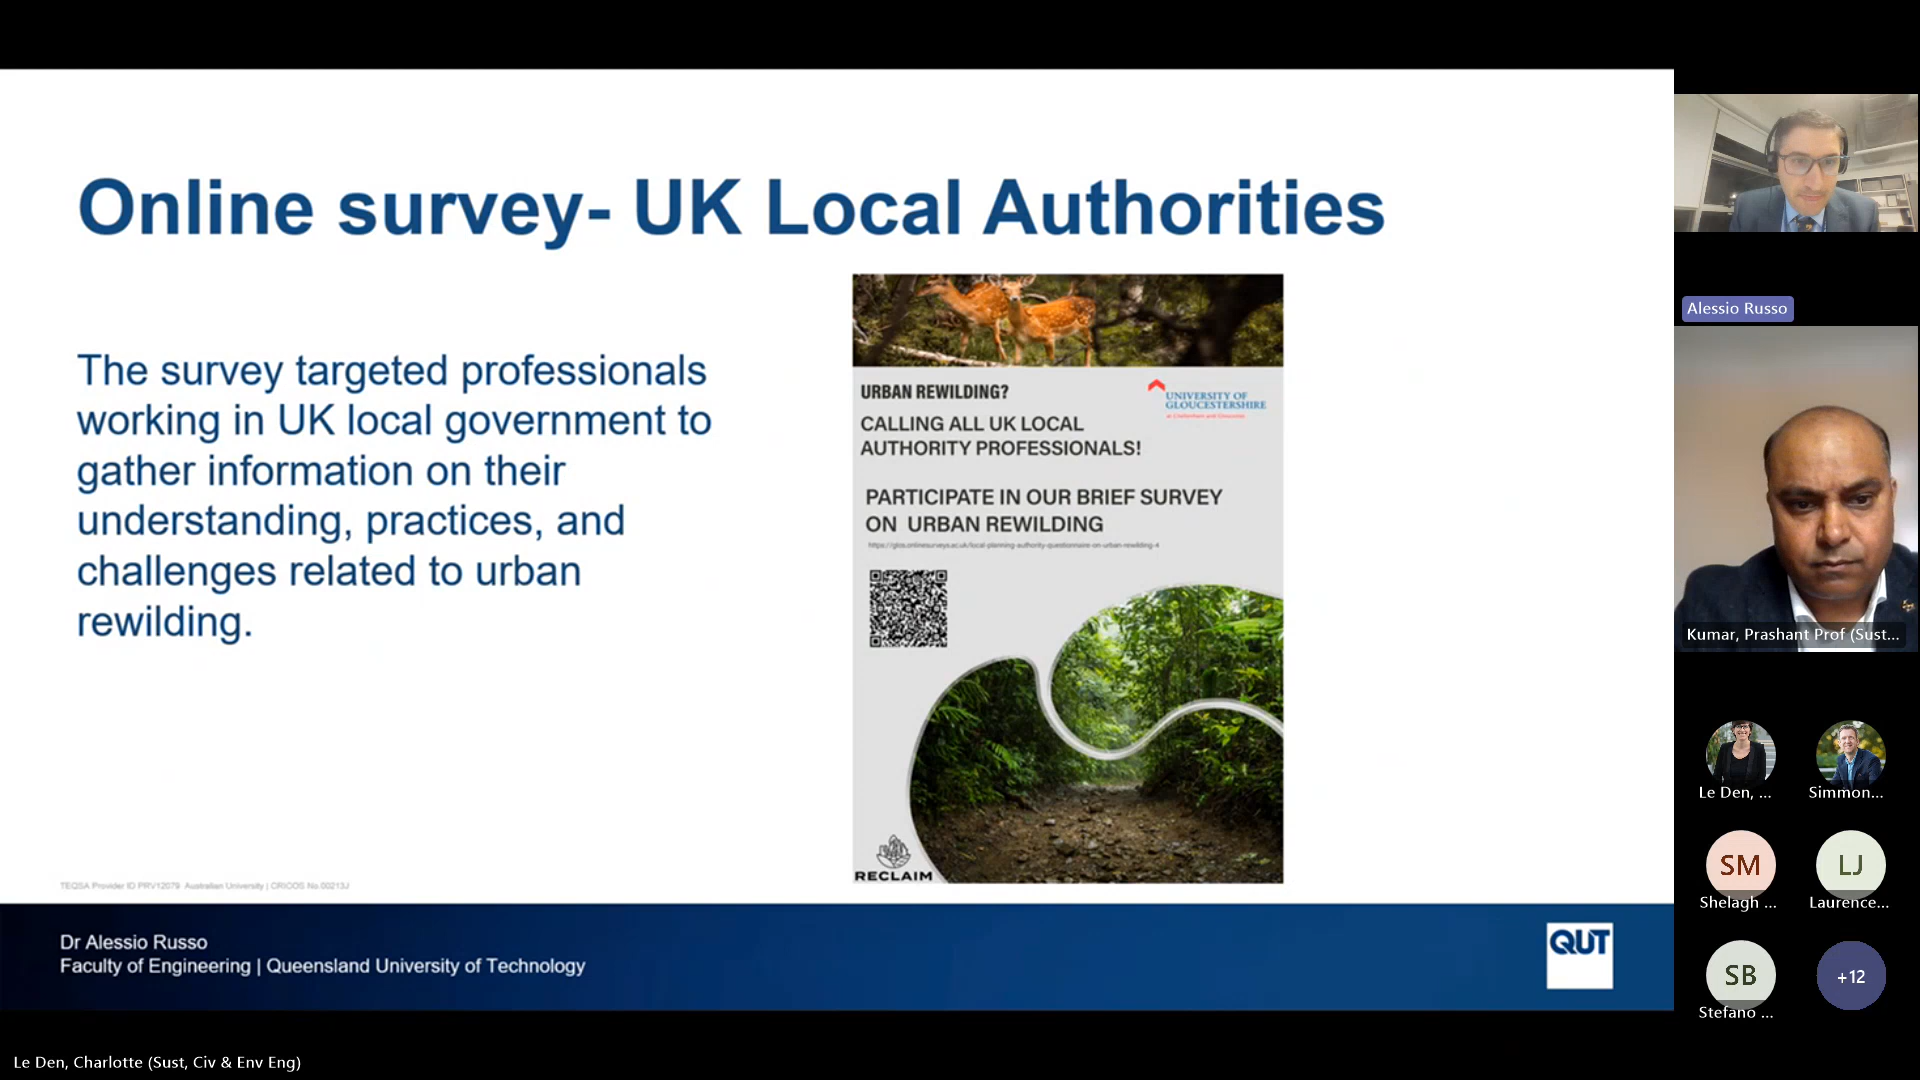 Online survey- UK Local Authorities
The survey targeted professionals
working in UK local government to
gather information on their
understanding, practices, and
challenges related to urban
rewilding.
URBAN REWILDING?
UNIVERSITY OF
GLOUCESTERSHIRE
at Cheltenham and Gloucester
CALLING ALL UK LOCAL
AUTHORITY PROFESSIONALS!
PARTICIPATE IN OUR BRIEF SURVEY
ON URBAN REWILDING
https://glos.onlinesurveys.ac.uk/local-planning-authority-questionnaire-on-urban-rewilding-4
RECLAIM
TEQSA Provider ID PRV12079 Australian University | CRICOS No.00213J
Dr Alessio Russo
Faculty of Engineering | Queensland University of Technology
QUT
Alessio Russo
Kumar, Prashant Prof (Sust...
Le Den, ...
Simmon...
SM
Shelagh ...
LJ
Laurence...
SB
Stefano ...
+12
Le Den, Charlotte (Sust, Civ & Env Eng)